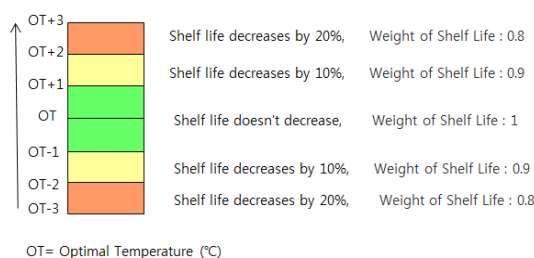 OT+3
Shelf life decreases by 20%, Weight of Shelf Life : 0.8
OT+2
Shelf life decreases by 10%, Weight of Shelf Life : 0.9
OT+1
OT
Shelf life doesn't decrease, Weight of Shelf Life : 1
OT-1
Shelf life decreases by 10%, Weight of Shelf Life : 0.9
OT-2
Shelf life decreases by 20%, Weight of Shelf Life : 0.8
OT-3
OT= Optimal Temperature (℃)